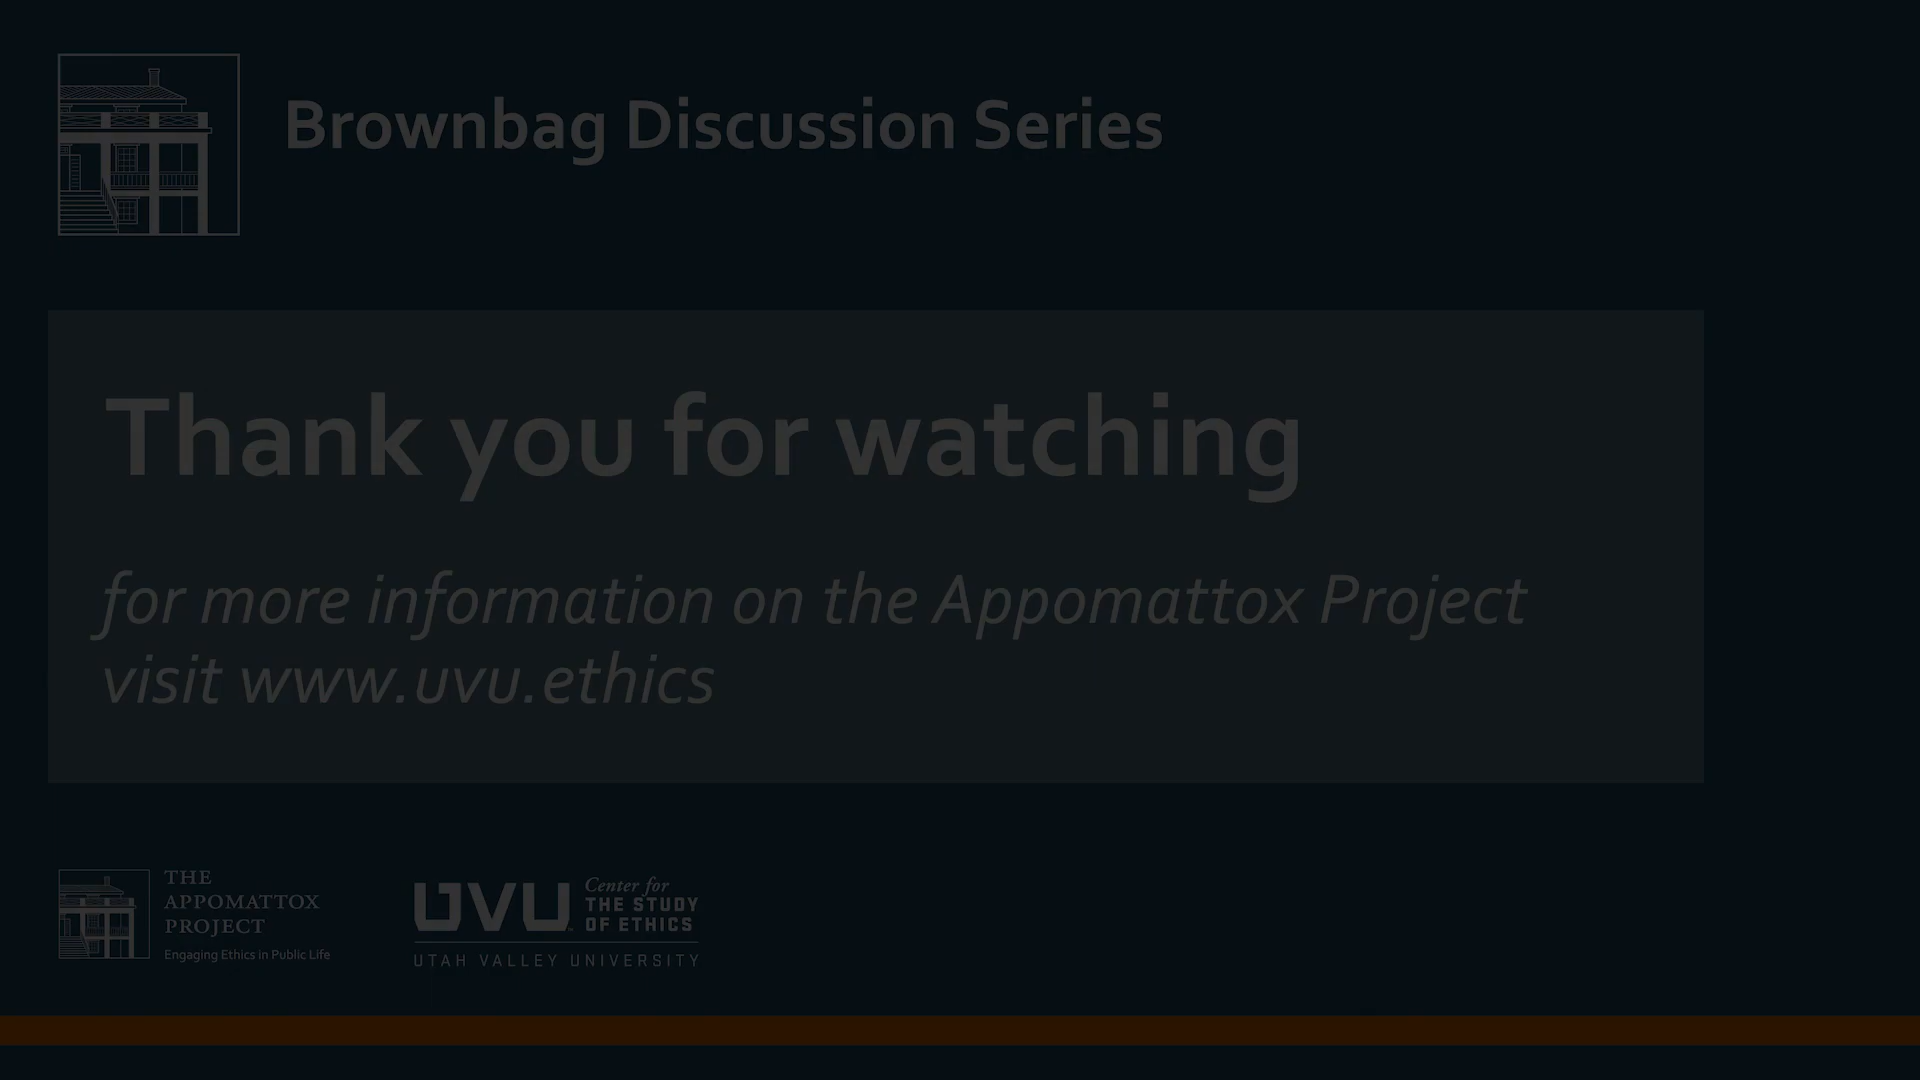 Brownbag Discussion Series
Thank you for watching
for more information on the Appomattox Project
visit www.uvu.ethics
THE
APPOMATTOX
PROJECT
Engaging Ethics in Public Life
UVU
Center for
THE STUDY
OF ETHICS
UTAH VALLEY UNIVERSITY